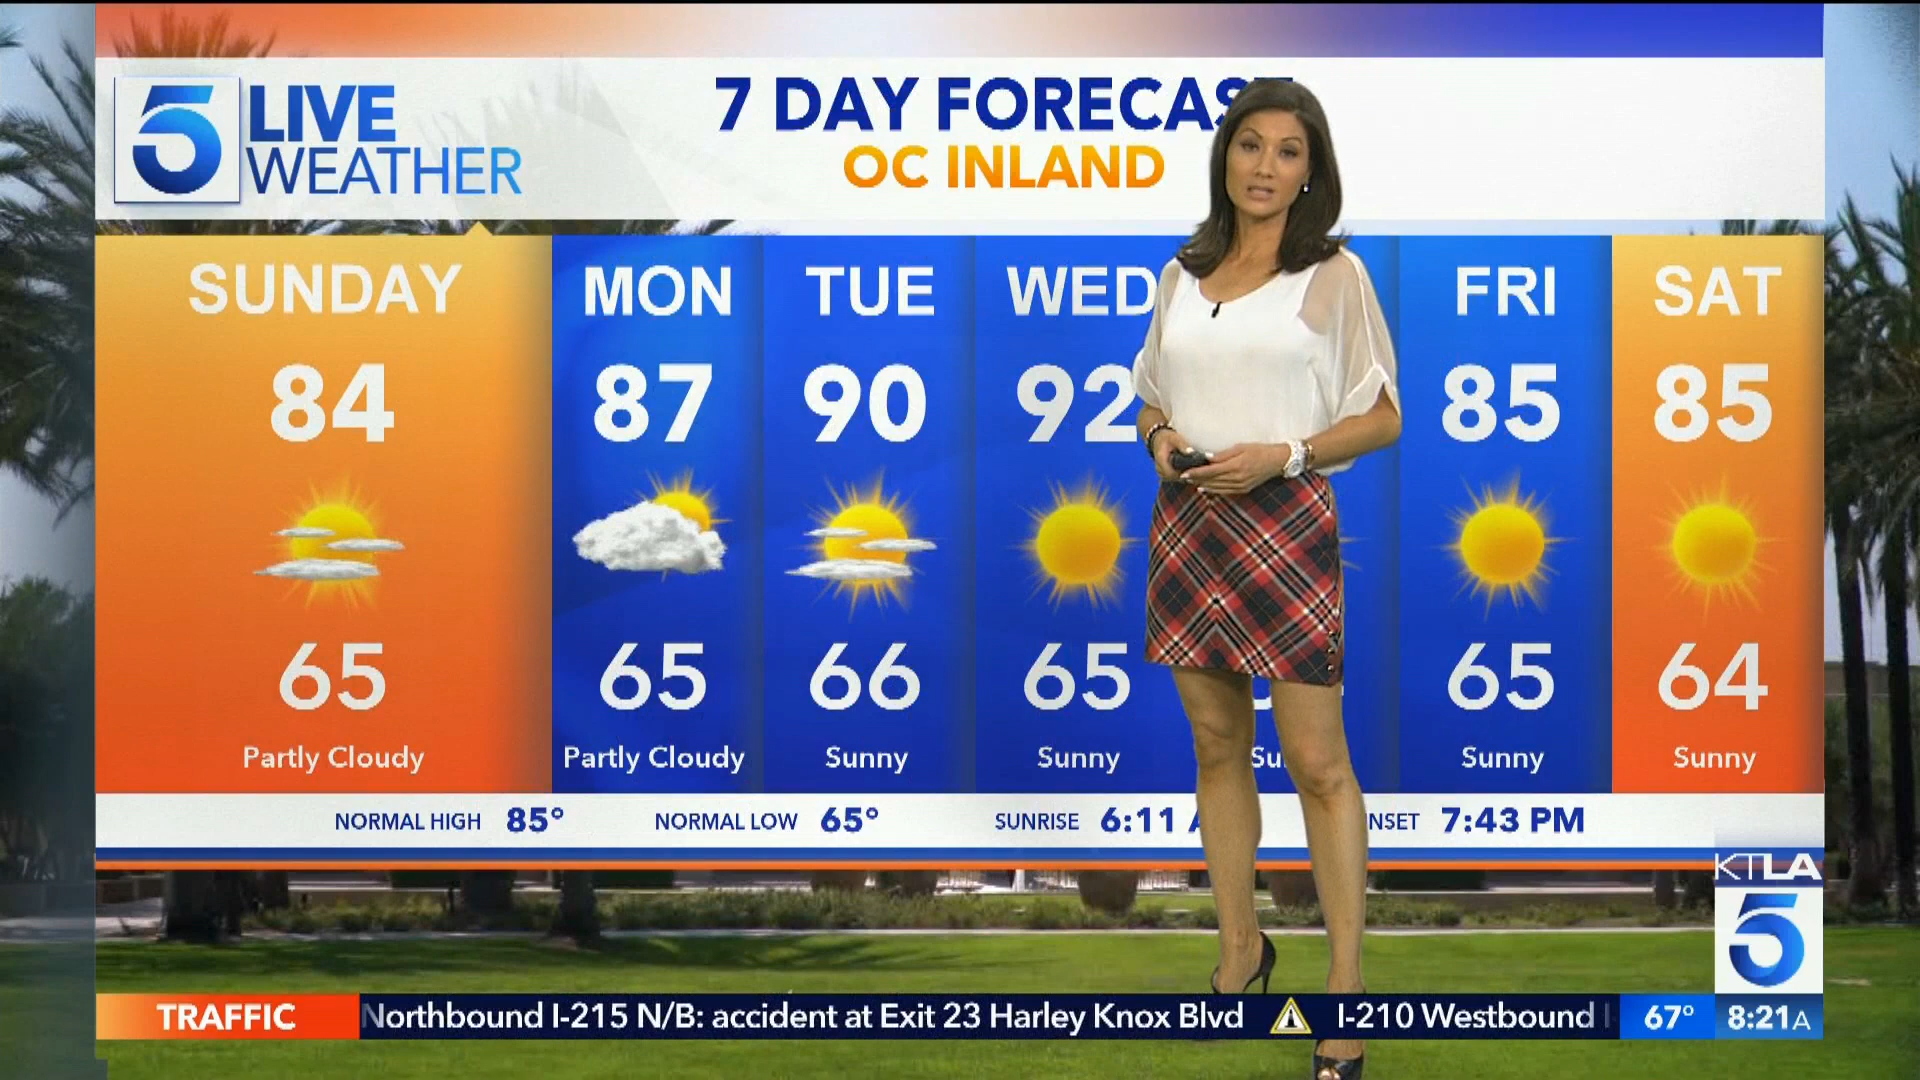 5 LIVE
WEATHER
7 DAY FORECAS
OC INLAND
SUNDAY MON TUE WED FRI SAT
84 87 90 92 85 85
65 65 66 65 65 64
Partly Cloudy Partly Cloudy Sunny Sunny Sunny Sunny
NORMAL HIGH 85° NORMAL LOW 65° SUNRISE 6:11 7:43 PM
KTLA
5
TRAFFIC Northbound I-215 N/B: accident at Exit 23 Harley Knox Blvd I-210 Westbound 67° 8:21A